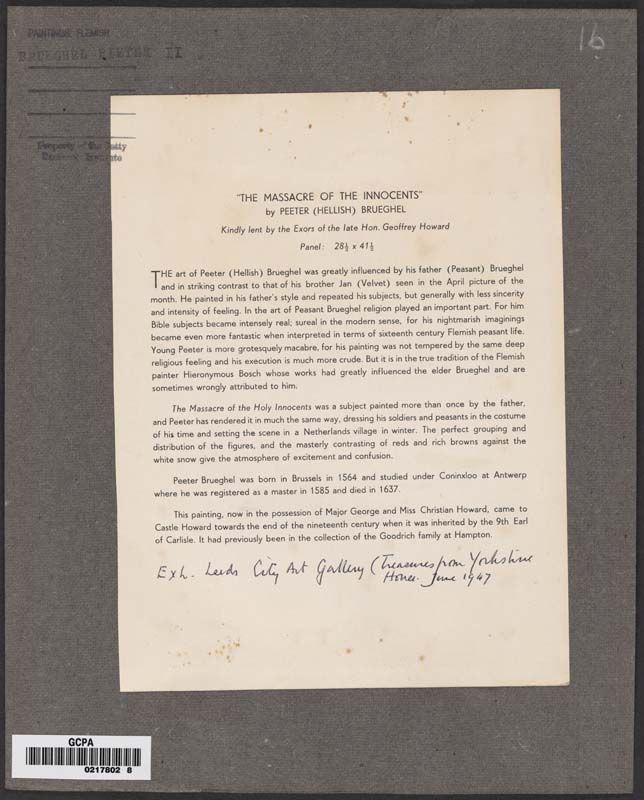 PAINTINGS FLEMISH
BRUEGHEL PIETER II
16
Property of the Getty
Research Institute
"THE MASSACRE OF THE INNOCENTS"
by PEETER (HELLISH) BRUEGHEL
Kindly lent by the Exors of the late Hon. Geoffrey Howard
Panel: 28½ x 41½
THE art of Peeter (Hellish) Brueghel was greatly influenced by his father (Peasant) Brueghel
and in striking contrast to that of his brother Jan (Velvet) seen in the April picture of the
month. He painted in his father's style and repeated his subjects, but generally with less sincerity
and intensity of feeling. In the art of Peasant Brueghel religion played an important part. For him
Bible subjects became intensely real; sureal in the modern sense, for his nightmarish imaginings
became even more fantastic when interpreted in terms of sixteenth century Flemish peasant life.
Young Peeter is more grotesquely macabre, for his painting was not tempered by the same deep
religious feeling and his execution is much more crude. But it is in the true tradition of the Flemish
painter Hieronymous Bosch whose works had greatly influenced the elder Brueghel and are
sometimes wrongly attributed to him.
The Massacre of the Holy Innocents was a subject painted more than once by the father,
and Peeter has rendered it in much the same way, dressing his soldiers and peasants in the costume
of his time and setting the scene in a Netherlands village in winter. The perfect grouping and
distribution of the figures, and the masterly contrasting of reds and rich browns against the
white snow give the atmosphere of excitement and confusion.
Peeter Brueghel was born in Brussels in 1564 and studied under Coninxloo at Antwerp
where he was registered as a master in 1585 and died in 1637.
This painting, now in the possession of Major George and Miss Christian Howard, came to
Castle Howard towards the end of the nineteenth century when it was inherited by the 9th Earl
of Carlisle. It had previously been in the collection of the Goodrich family at Hampton.
Exh. Leeds City Art Gallery (Treasures from Yorkshire
Houses. June 1947
GCPA
0217802 8